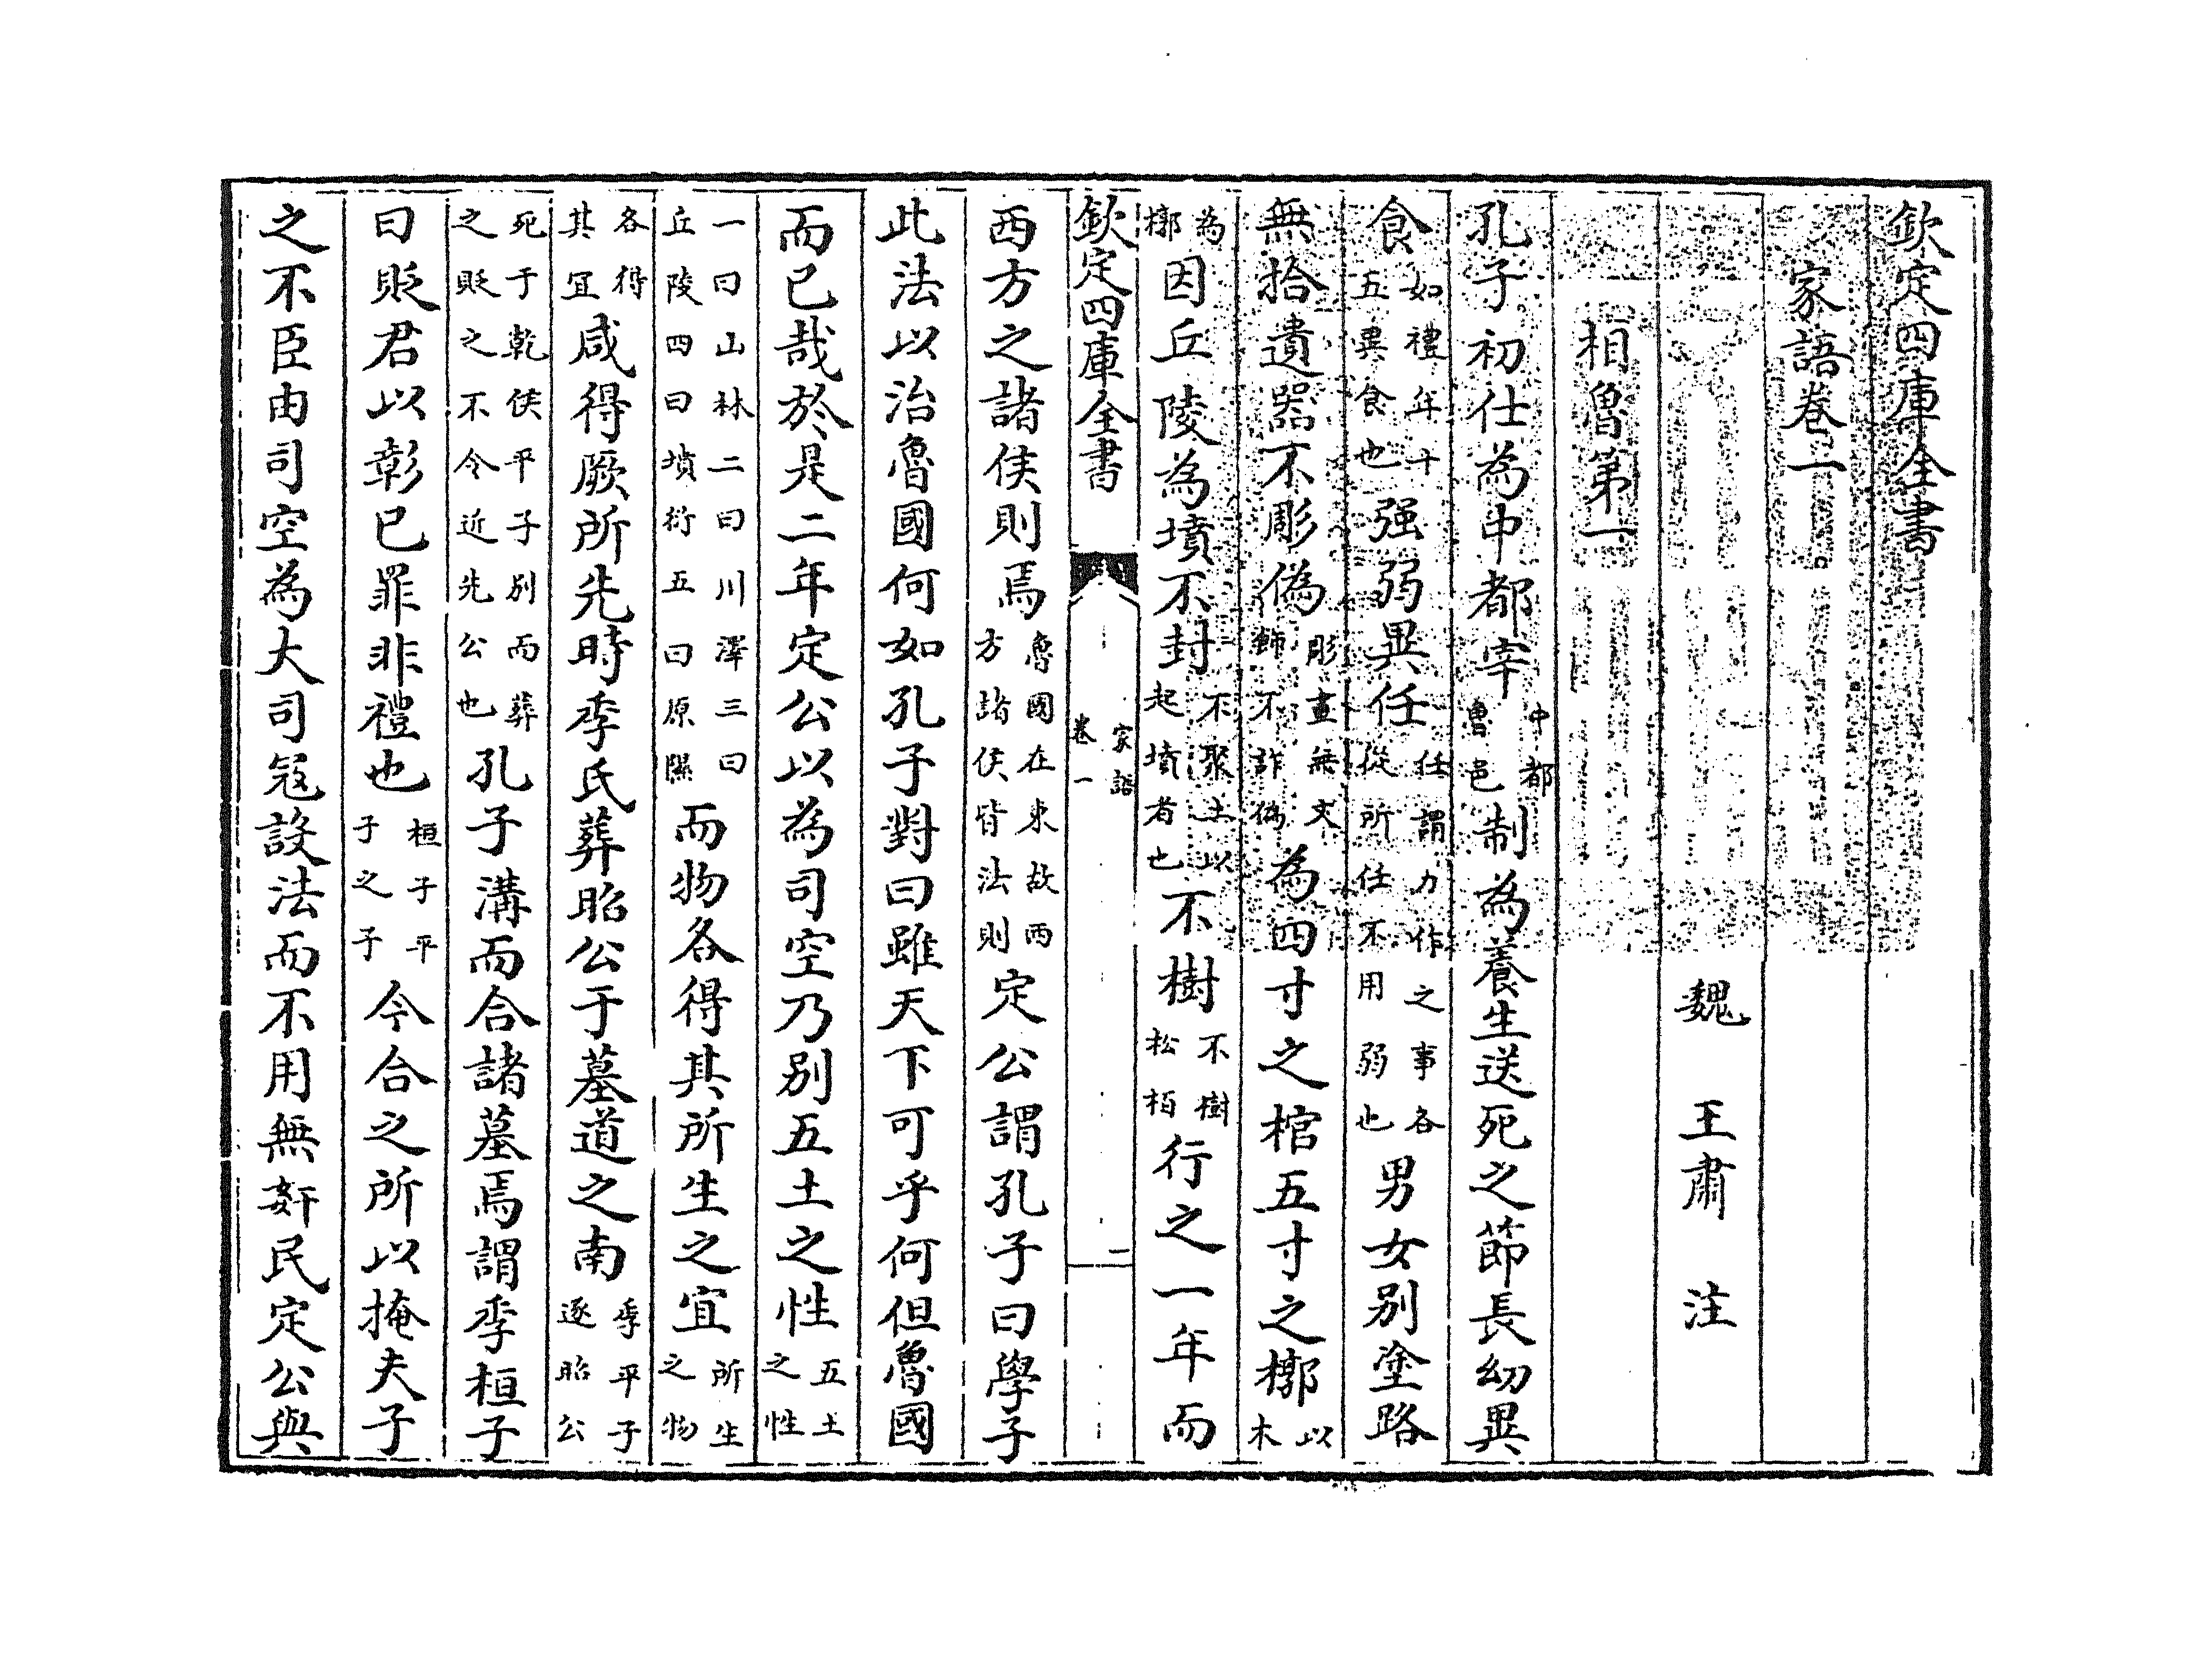 欽定四庫全書
家語卷一
魏 王肅 注
相魯第一
孔子初仕為中都宰中都魯邑制為養生送死之節長幼異
食如禮年十五異食也强弱異任任謂力作之事各從所任不用弱也男女別塗路
無拾遺器不彫偽彫畫無文飾不詐偽為四寸之棺五寸之槨以木
為槨因丘陵為墳不封不聚土以起墳者也不樹不樹松栢行之一年而
欽定四庫全書
家語
卷一
二
西方之諸侯則焉魯國在東故西方諸侯皆法則定公謂孔子曰學子
此法以治魯國何如孔子對曰雖天下可乎何但魯國
而已哉於是二年定公以為司空乃別五土之性五土之性
一曰山林二曰川澤三曰丘陵四曰墳衍五曰原隰而物各得其所生之宜所生之物
各得其宜咸得厥所先時季氏葬昭公于墓道之南季平子逐昭公
死于乾侯平子別而葬之貶之不令近先公也孔子溝而合諸墓焉謂季桓子
曰貶君以彰已罪非禮也桓子平子之子今合之所以掩夫子
之不臣由司空為大司冦設法而不用無奸民定公與